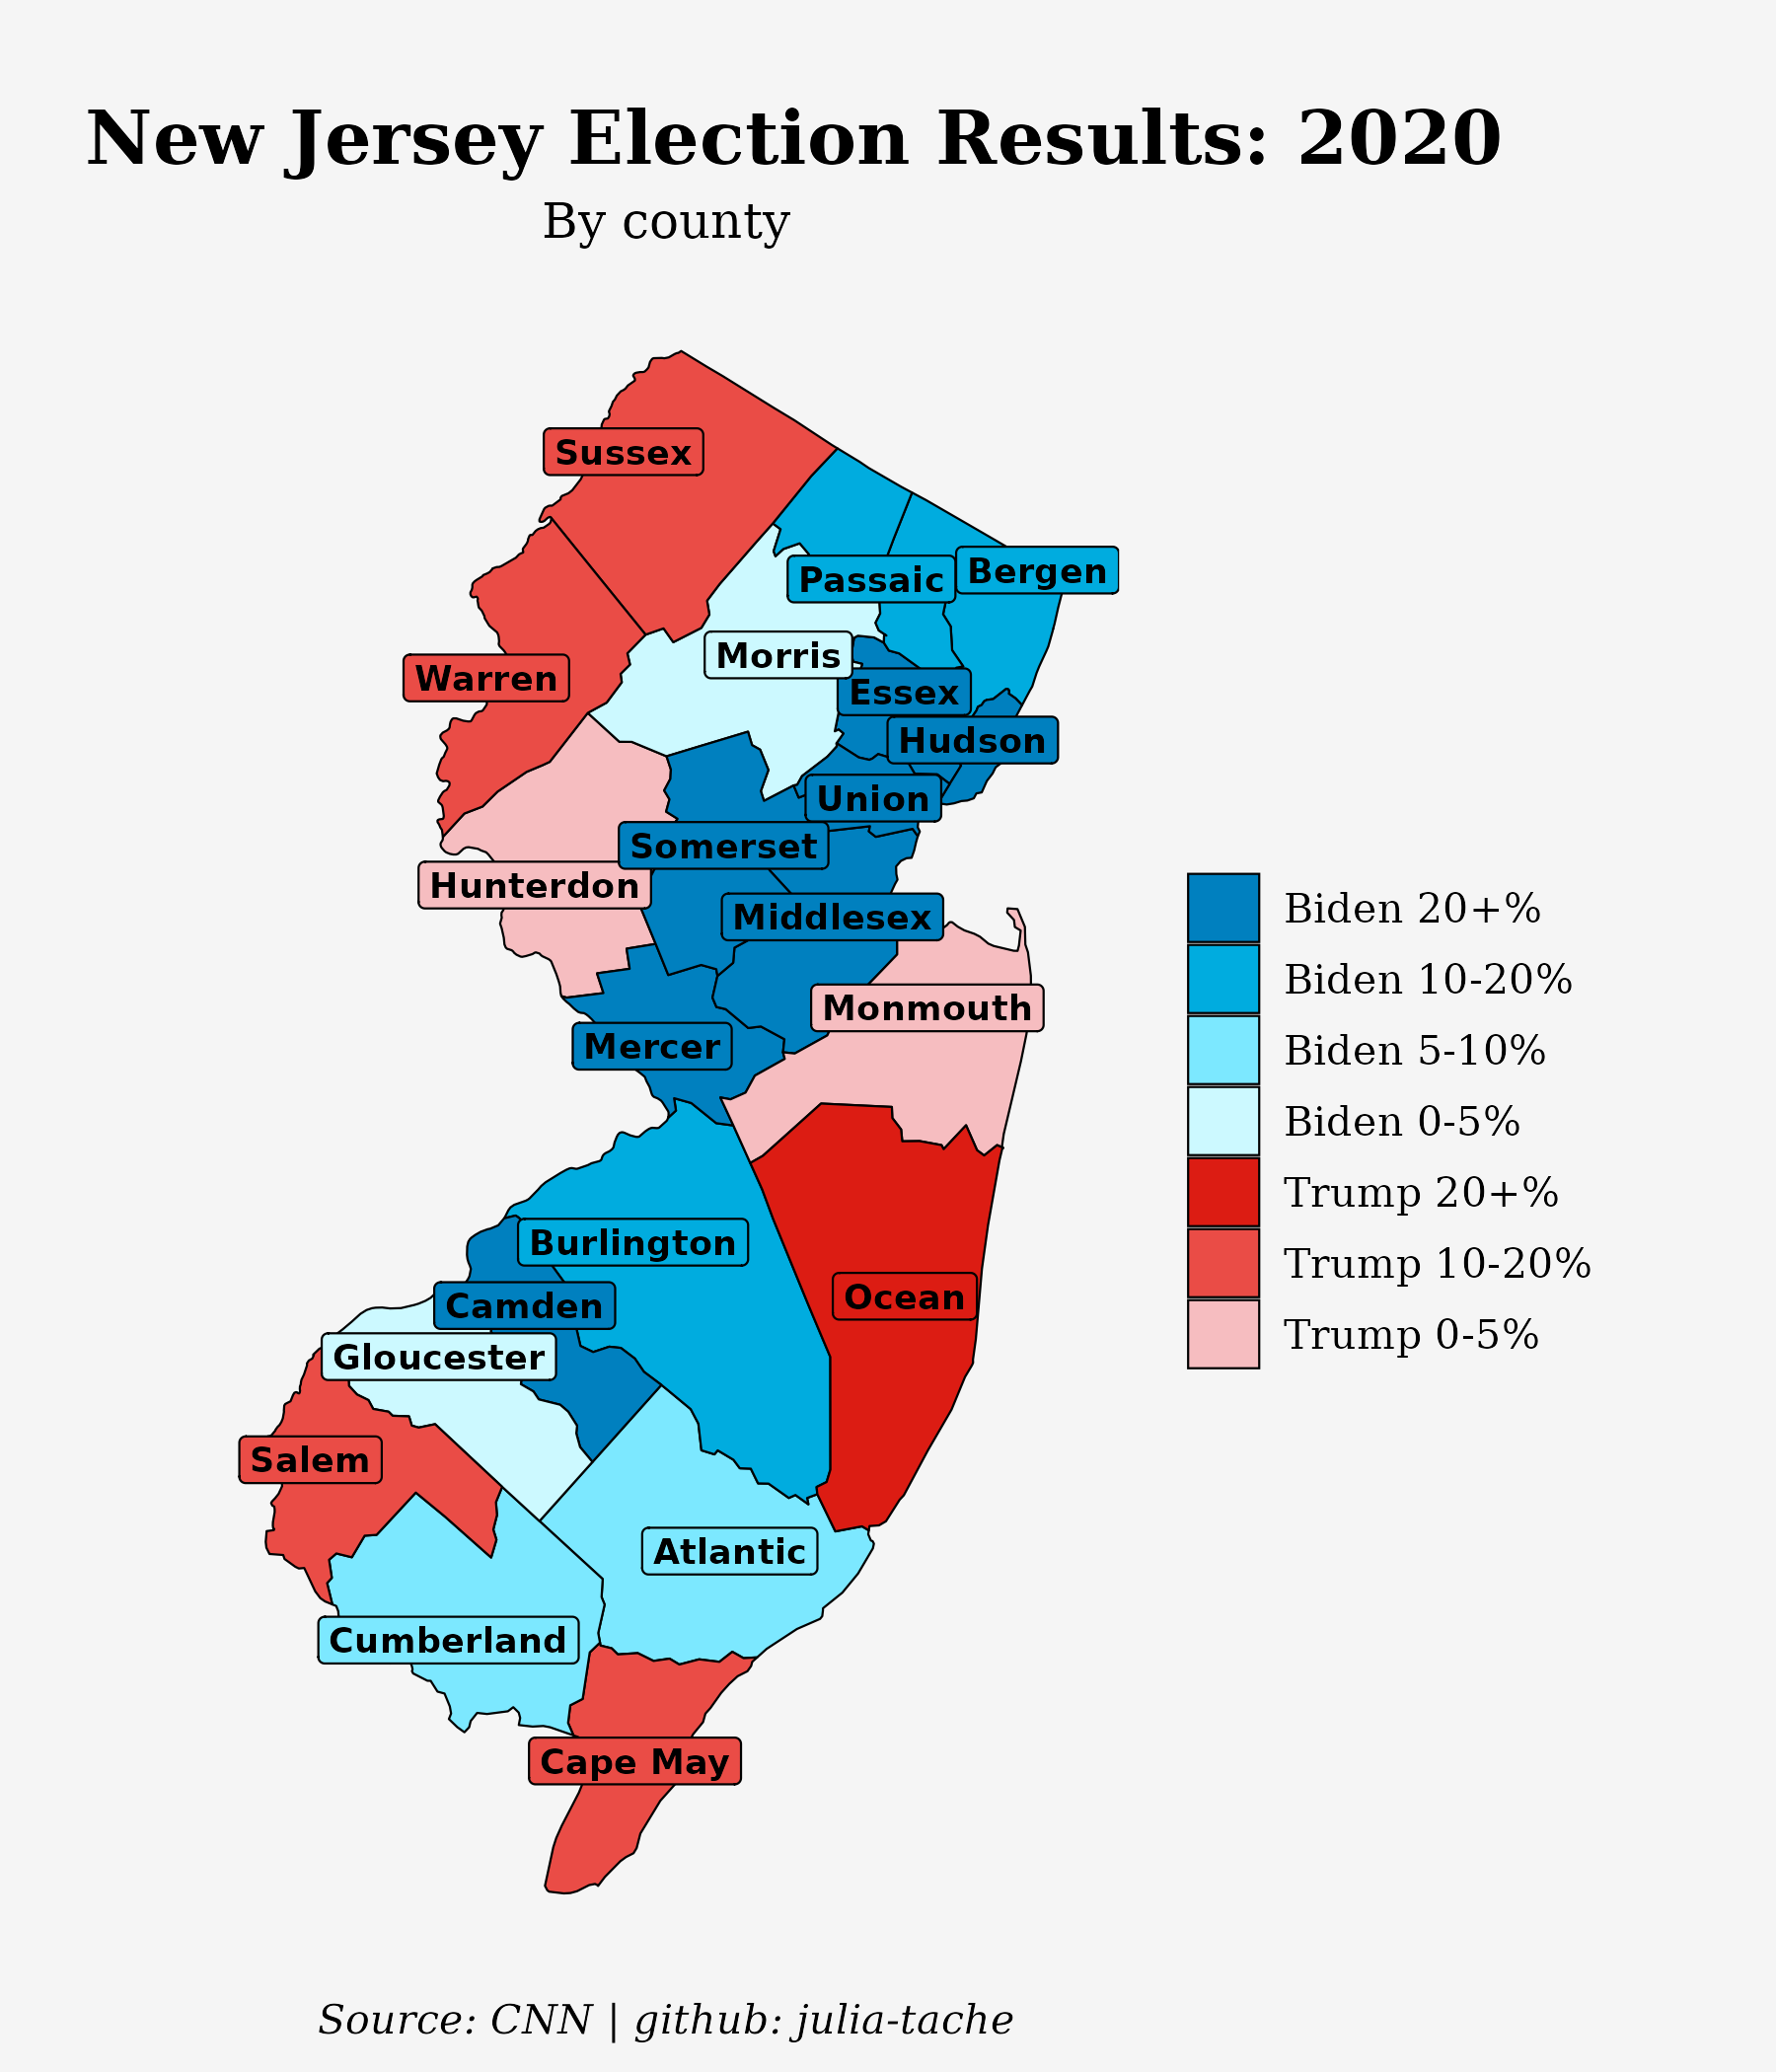 New Jersey Election Results: 2020
By county
Sussex
Bergen
Passaic
Morris
Warren
Essex
Hudson
Union
Somerset
Hunterdon
Middlesex
Monmouth
Mercer
Burlington
Ocean
Camden
Gloucester
Salem
Atlantic
Cumberland
Cape May
Biden 20+%
Biden 10-20%
Biden 5-10%
Biden 0-5%
Trump 20+%
Trump 10-20%
Trump 0-5%
Source: CNN | github: julia-tache